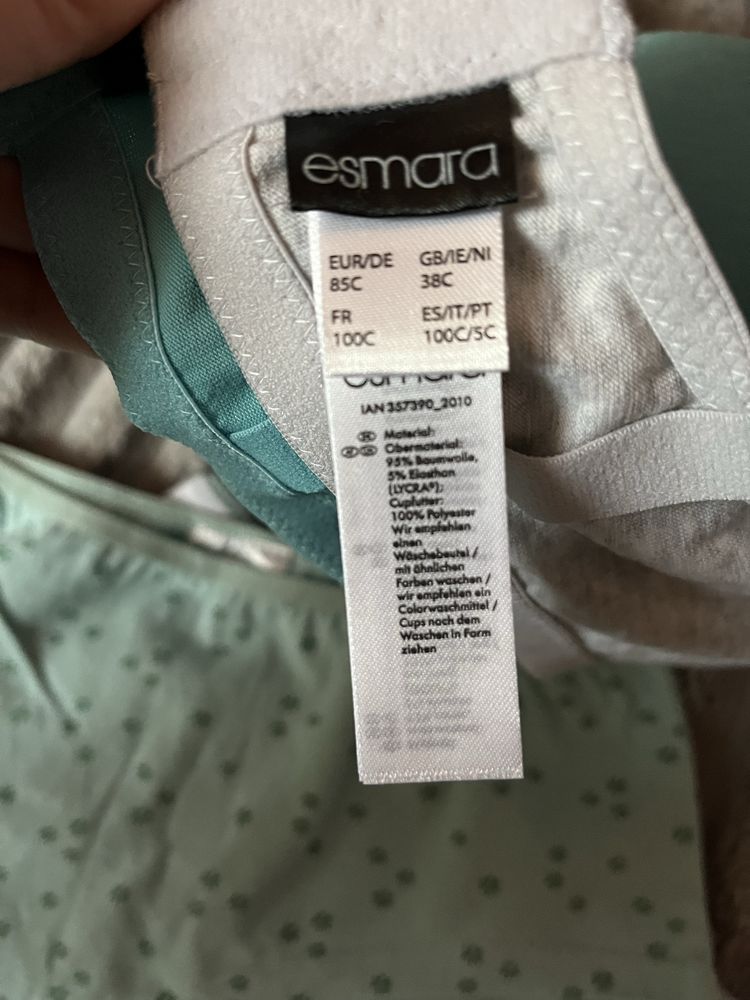 esmara
EUR/DE GB/IE/NI
85C 38C
FR ES/IT/PT
100C 100C/5C
esmara
IAN 357390_2010
Material:
Obermaterial:
95% Baumwolle,
5% Elasthan
(LYCRA®);
Cupfutter:
100% Polyester
Wir empfehlen
einen
Wäschebeutel /
mit ähnlichen
Farben waschen /
wir empfehlen ein
Colorwaschmittel /
Cups nach dem
Waschen in Form
ziehen